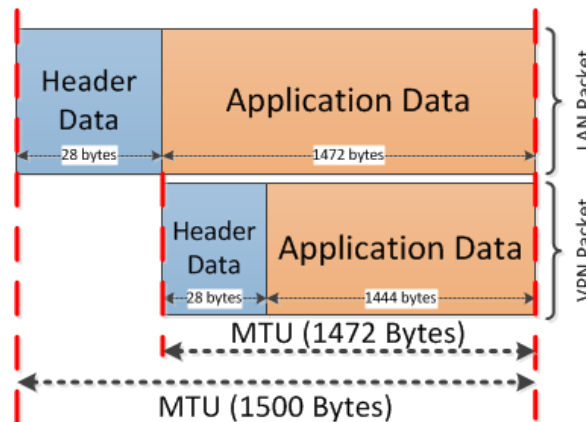 Header
Data
Application Data
28 bytes
1472 bytes
LAN Packet
Header
Data
Application Data
28 bytes
1444 bytes
VPN Packet
MTU (1472 Bytes)
MTU (1500 Bytes)